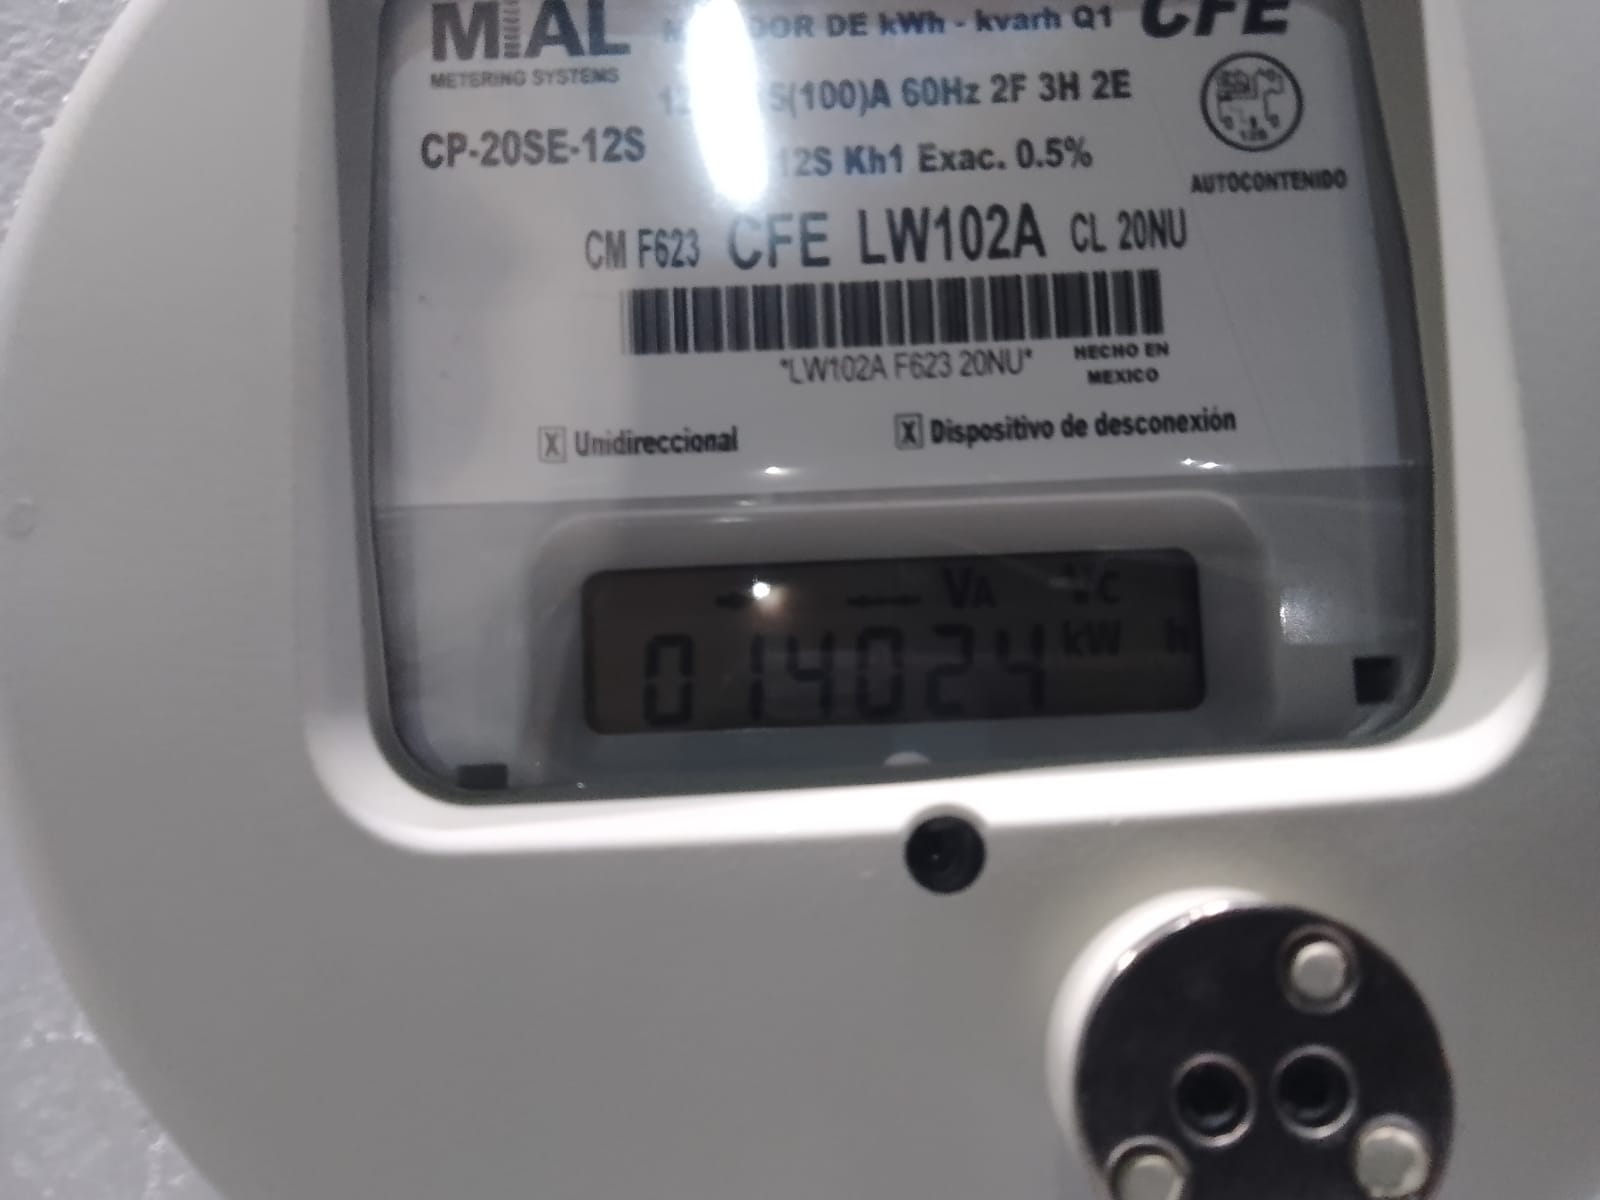 MIAL
METERING SYSTEMS
DE kWh - kvarh Q1
CFE
(100)A 60Hz 2F 3H 2E
CP-20SE-12S
12S Kh1 Exac. 0.5%
AUTOCONTENIDO
CM F623 CFE LW102A CL 20NU
*LW102A F623 20NU*
HECHO EN
MEXICO
X Unidireccional
X Dispositivo de desconexión
VA VC
014024 kW h